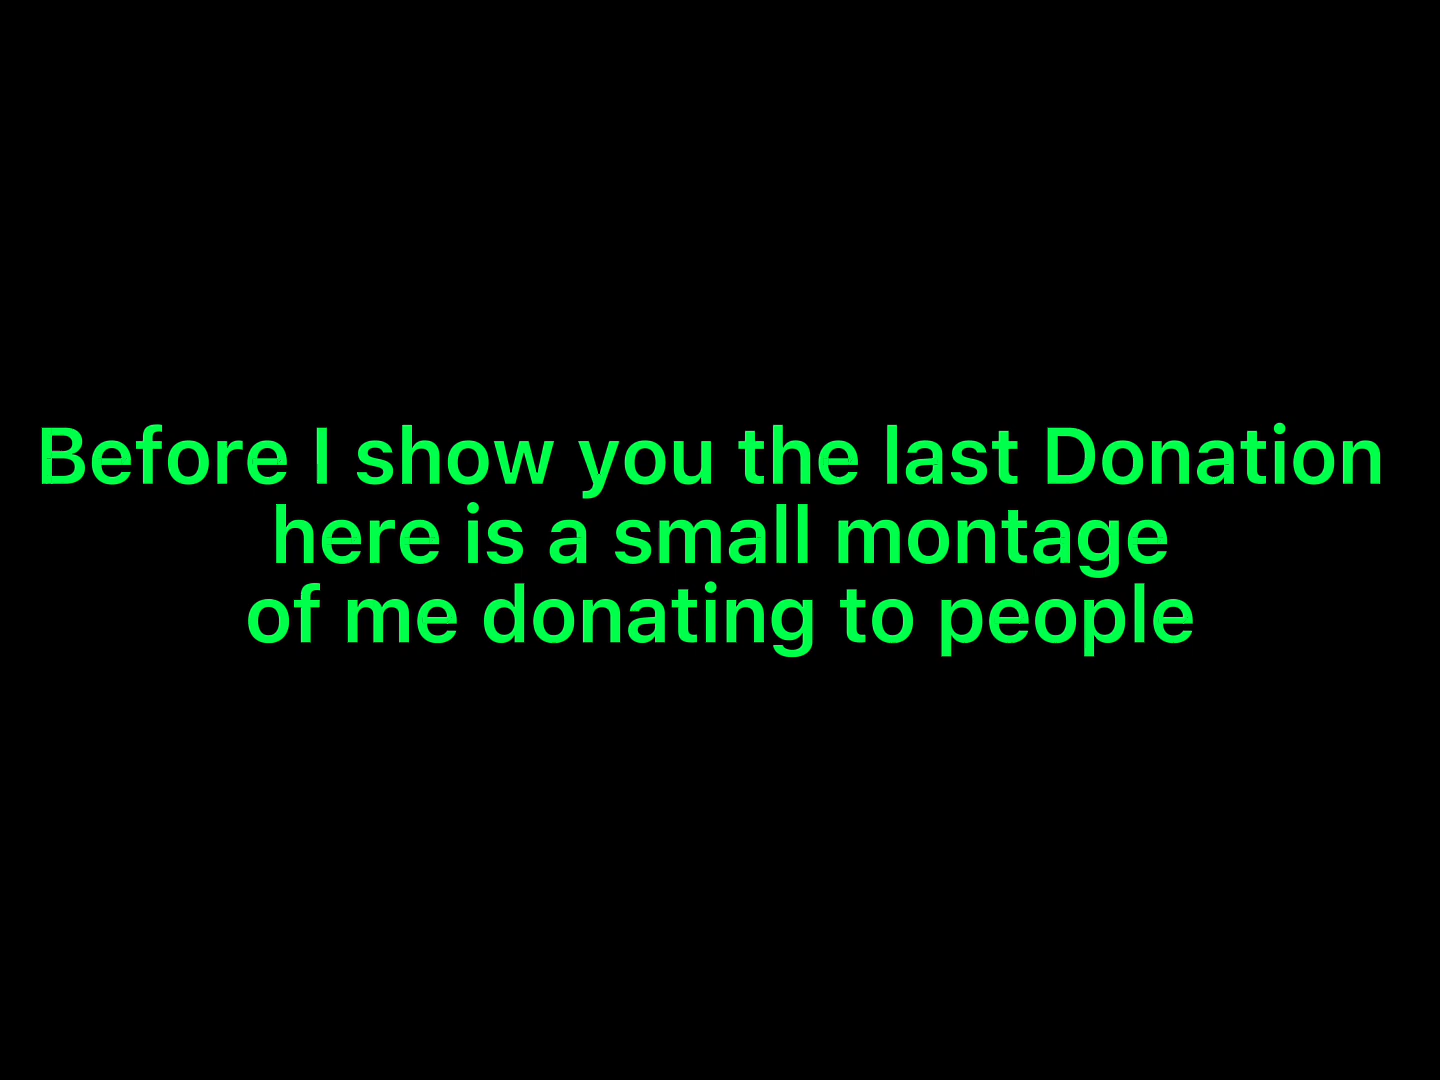 Before I show you the last Donation
here is a small montage
of me donating to people